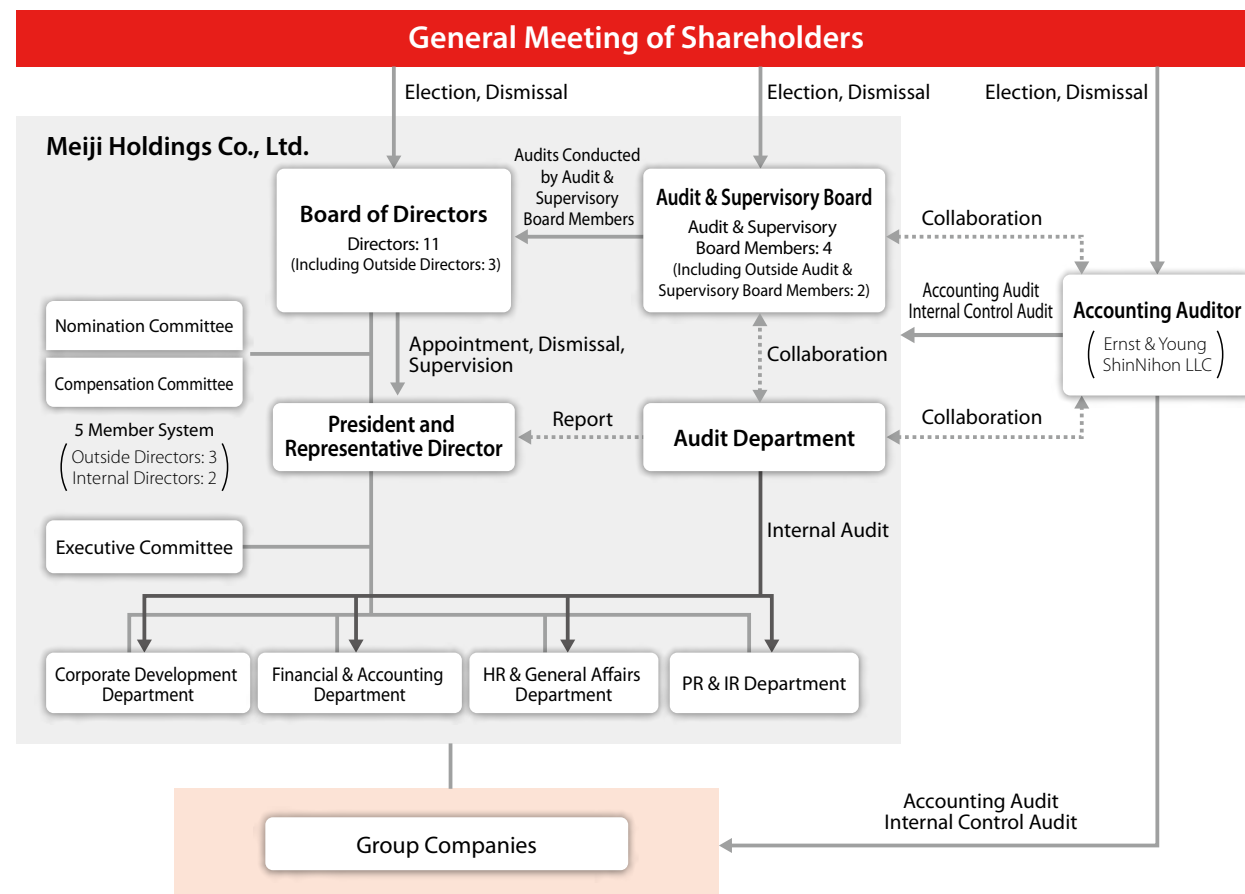 General Meeting of Shareholders
Election, Dismissal
Election, Dismissal
Election, Dismissal
Meiji Holdings Co., Ltd.
Board of Directors
Directors: 11
(Including Outside Directors: 3)
Audits Conducted
by Audit &
Supervisory
Board Members
Audit & Supervisory Board
Audit & Supervisory
Board Members: 4
(Including Outside Audit &
Supervisory Board Members: 2)
Collaboration
Accounting Audit
Internal Control Audit
Accounting Auditor
(Ernst & Young
ShinNihon LLC)
Nomination Committee
Compensation Committee
5 Member System
(Outside Directors: 3
Internal Directors: 2)
Appointment, Dismissal,
Supervision
Collaboration
President and
Representative Director
Report
Audit Department
Collaboration
Executive Committee
Internal Audit
Corporate Development
Department
Financial & Accounting
Department
HR & General Affairs
Department
PR & IR Department
Group Companies
Accounting Audit
Internal Control Audit